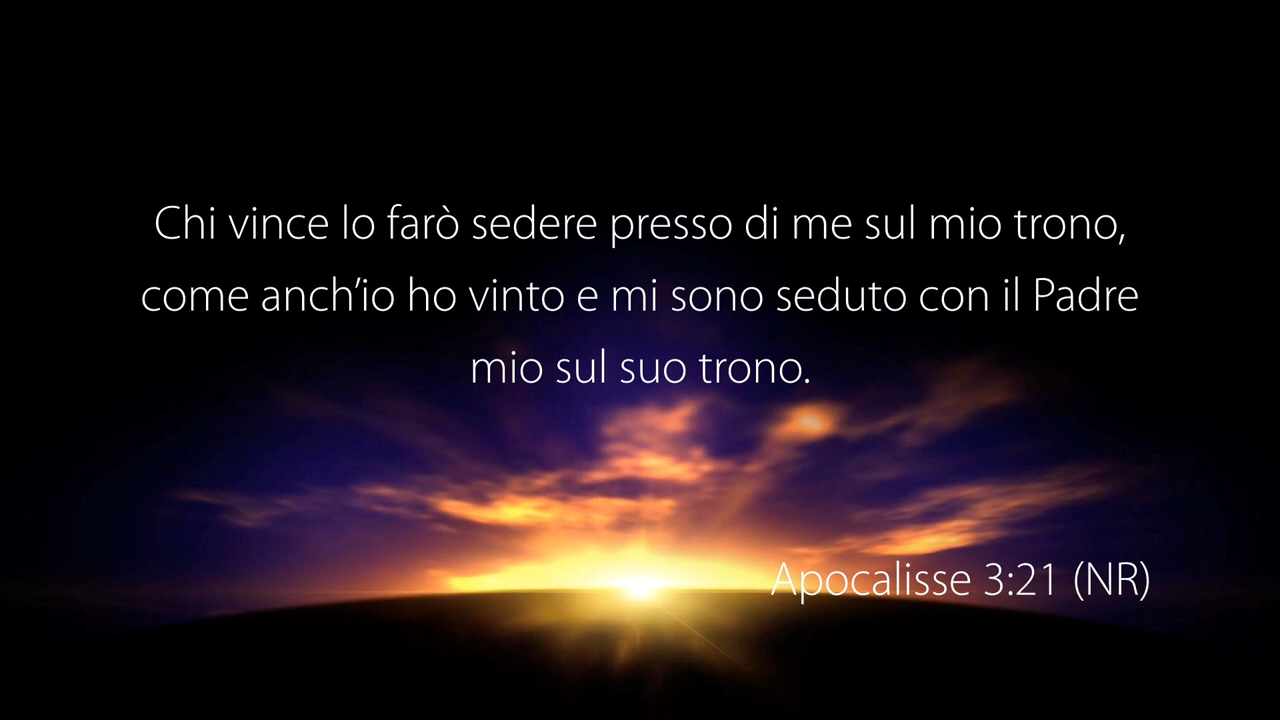 Chi vince lo farò sedere presso di me sul mio trono,
come anch’io ho vinto e mi sono seduto con il Padre
mio sul suo trono.
Apocalisse 3:21 (NR)